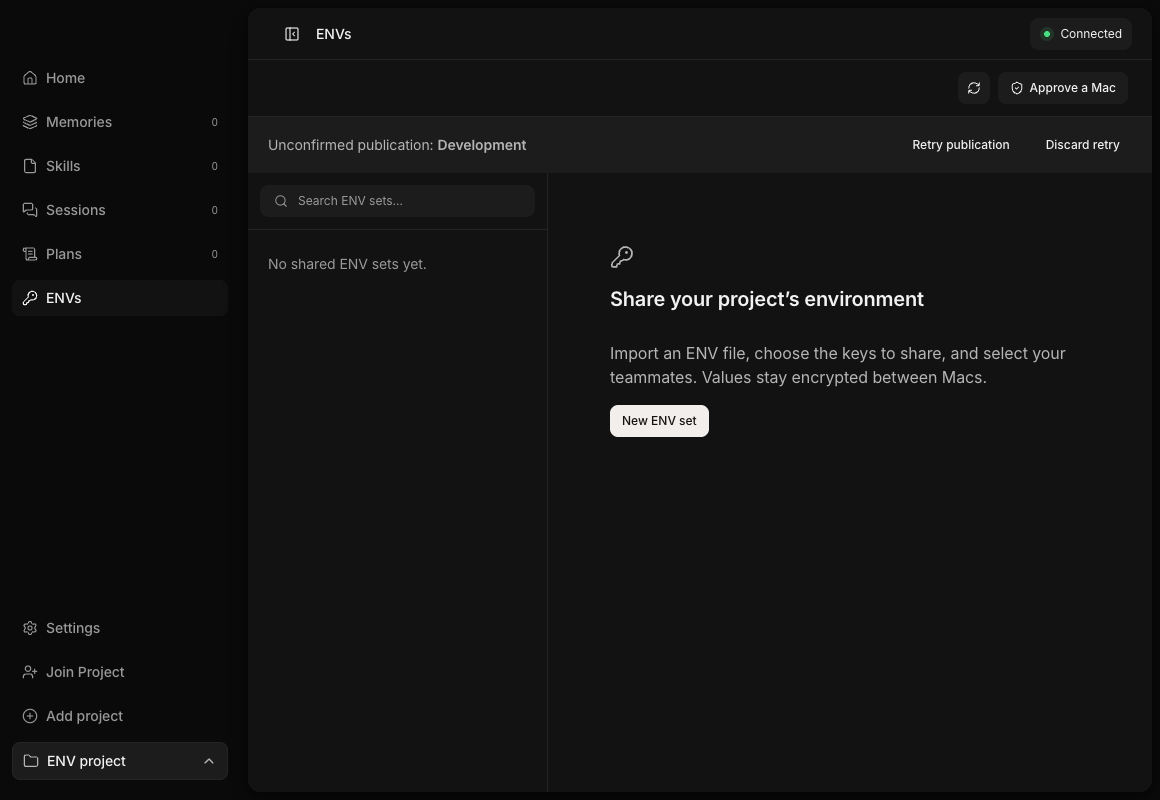 Home
Memories 0
Skills 0
Sessions 0
Plans 0
ENVs
Settings
Join Project
Add project
ENV project
ENVs
Connected
Approve a Mac
Unconfirmed publication: Development
Retry publication
Discard retry
Search ENV sets...
No shared ENV sets yet.
Share your project’s environment
Import an ENV file, choose the keys to share, and select your
teammates. Values stay encrypted between Macs.
New ENV set